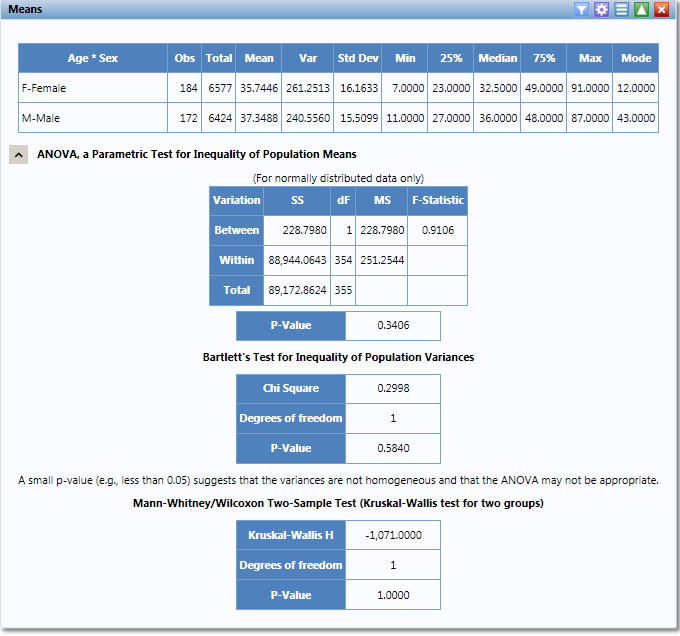 Means
Age * Sex Obs Total Mean Var Std Dev Min 25% Median 75% Max Mode
F-Female 184 6577 35.7446 261.2513 16.1633 7.0000 23.0000 32.5000 49.0000 91.0000 12.0000
M-Male 172 6424 37.3488 240.5560 15.5099 11.0000 27.0000 36.0000 48.0000 87.0000 43.0000
ANOVA, a Parametric Test for Inequality of Population Means
(For normally distributed data only)
Variation SS dF MS F-Statistic
Between 228.7980 1 228.7980 0.9106
Within 88,944.0643 354 251.2544
Total 89,172.8624 355
P-Value 0.3406
Bartlett's Test for Inequality of Population Variances
Chi Square 0.2998
Degrees of freedom 1
P-Value 0.5840
A small p-value (e.g., less than 0.05) suggests that the variances are not homogeneous and that the ANOVA may not be appropriate.
Mann-Whitney/Wilcoxon Two-Sample Test (Kruskal-Wallis test for two groups)
Kruskal-Wallis H -1,071.0000
Degrees of freedom 1
P-Value 1.0000